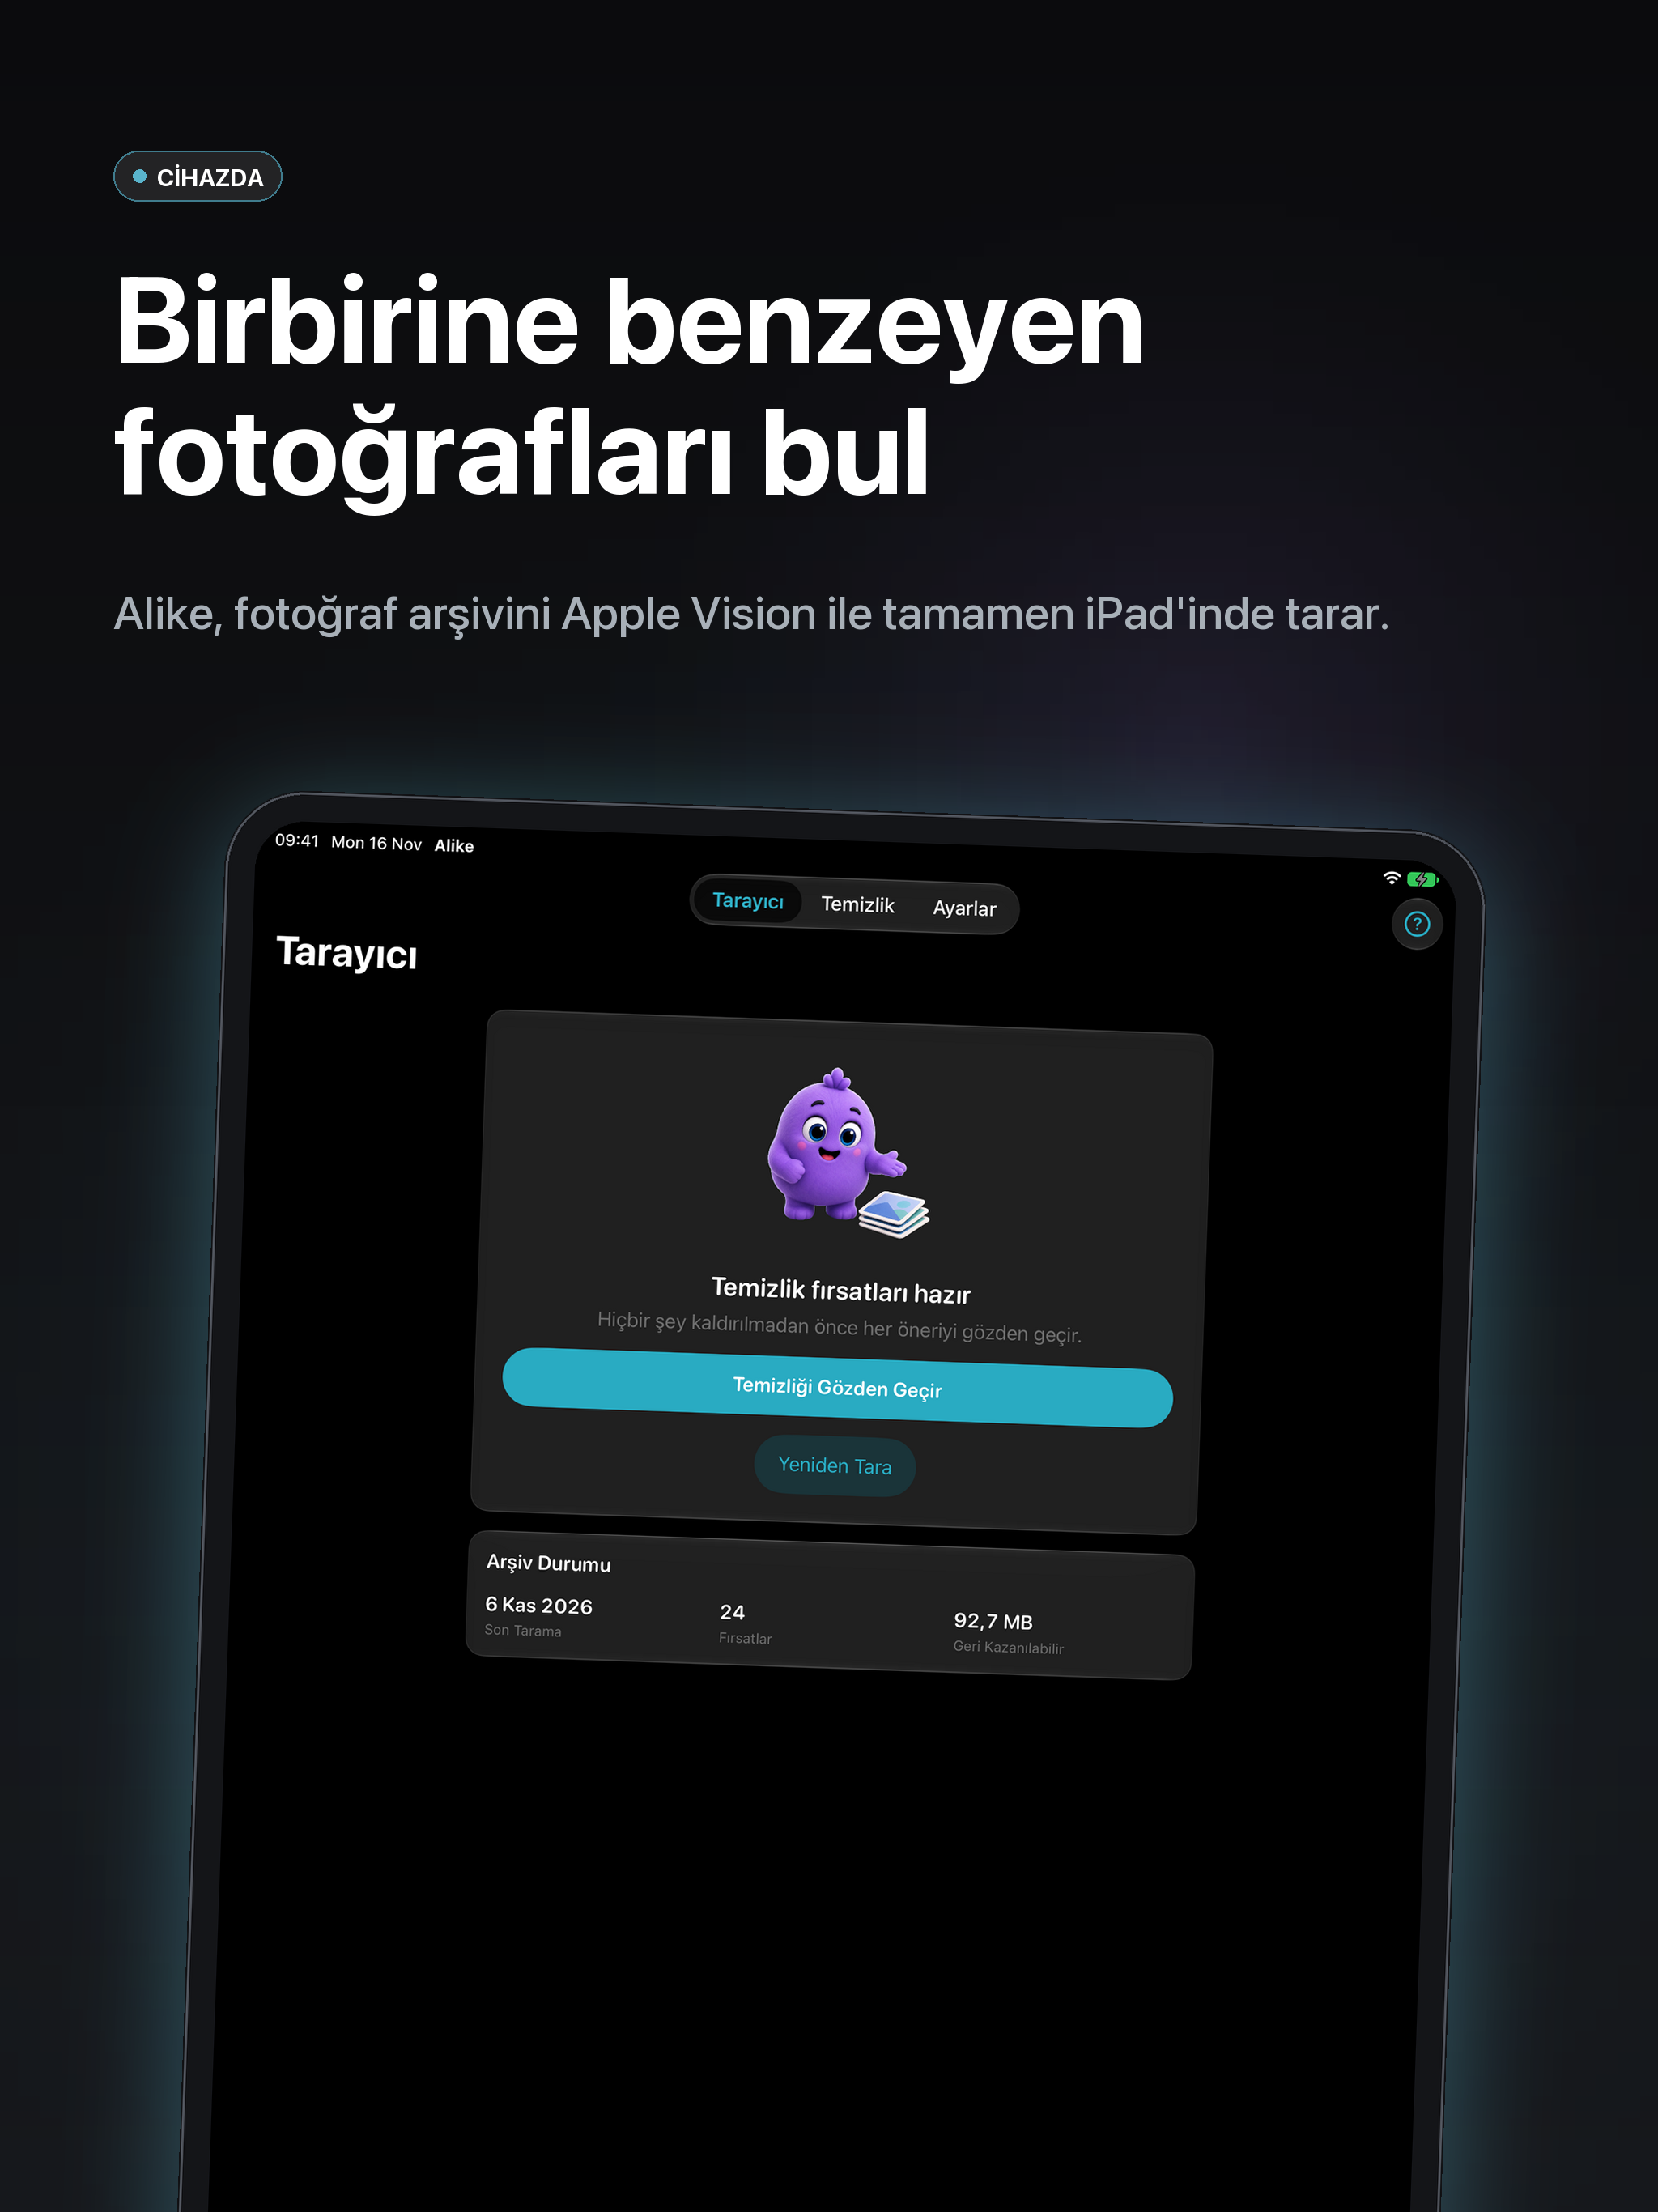 CİHAZDA
Birbirine benzeyen
fotoğrafları bul
Alike, fotoğraf arşivini Apple Vision ile tamamen iPad'inde tarar.
09:41 Mon 16 Nov Alike
Tarayıcı Temizlik Ayarlar
?
Tarayıcı
Temizlik fırsatları hazır
Hiçbir şey kaldırılmadan önce her öneriyi gözden geçir.
Temizliği Gözden Geçir
Yeniden Tara
Arşiv Durumu
6 Kas 2026 24 92,7 MB
Son Tarama Fırsatlar Geri Kazanılabilir